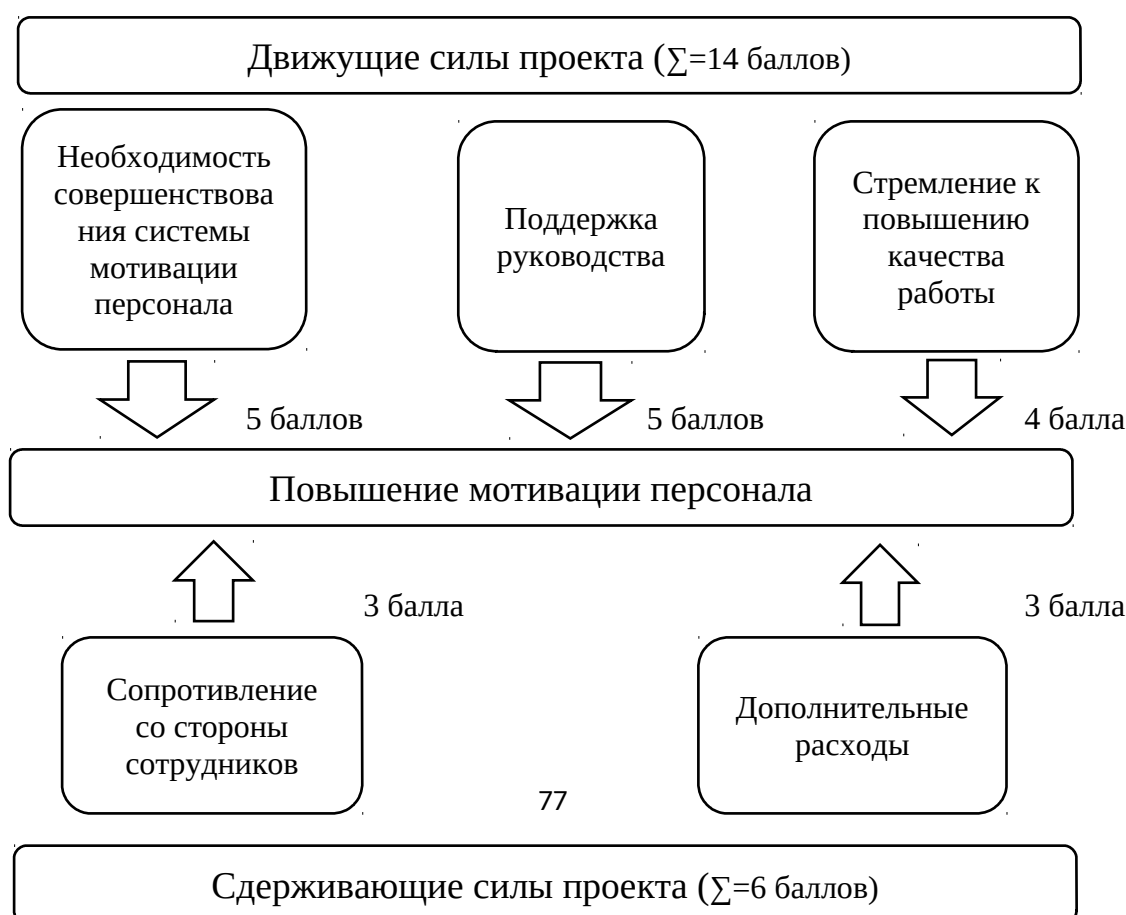 Движущие силы проекта (∑=14 баллов)
Необходимость
совершенствова
ния системы
мотивации
персонала
Поддержка
руководства
Стремление к
повышению
качества
работы
5 баллов
5 баллов
4 балла
Повышение мотивации персонала
3 балла
3 балла
Сопротивление
со стороны
сотрудников
Дополнительные
расходы
77
Сдерживающие силы проекта (∑=6 баллов)